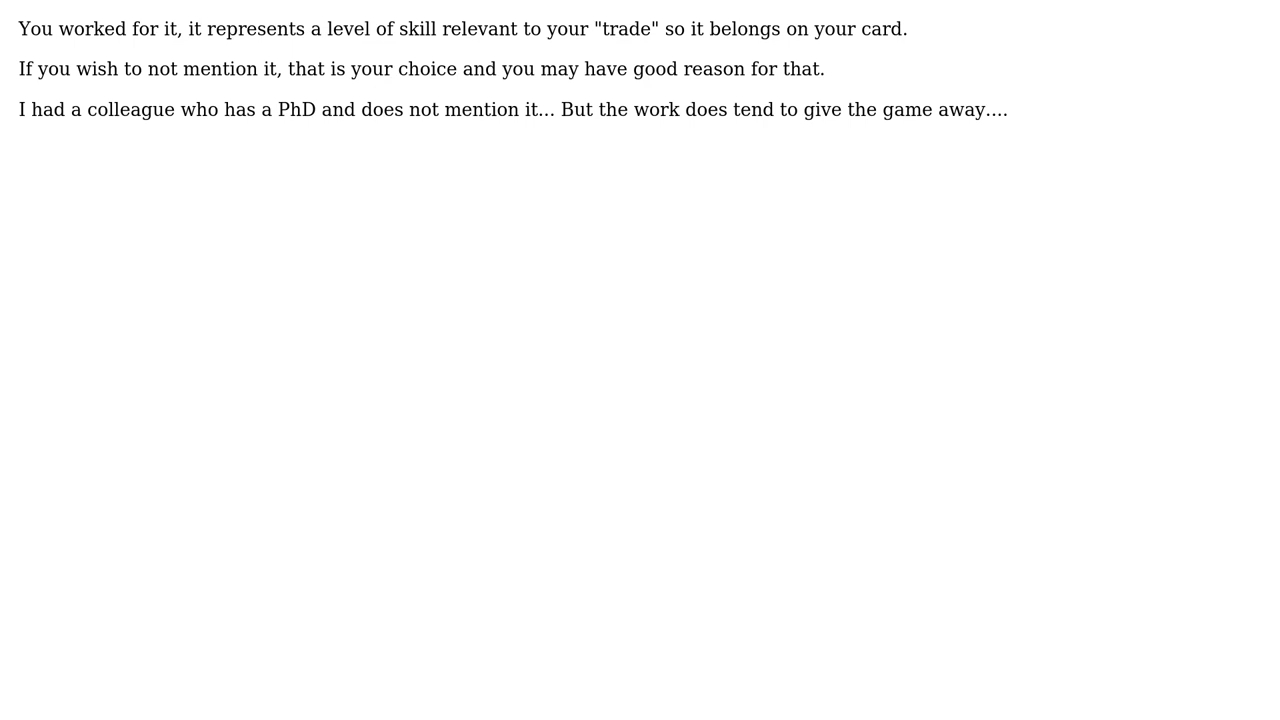 You worked for it, it represents a level of skill relevant to your "trade" so it belongs on your card.
If you wish to not mention it, that is your choice and you may have good reason for that.
I had a colleague who has a PhD and does not mention it... But the work does tend to give the game away....